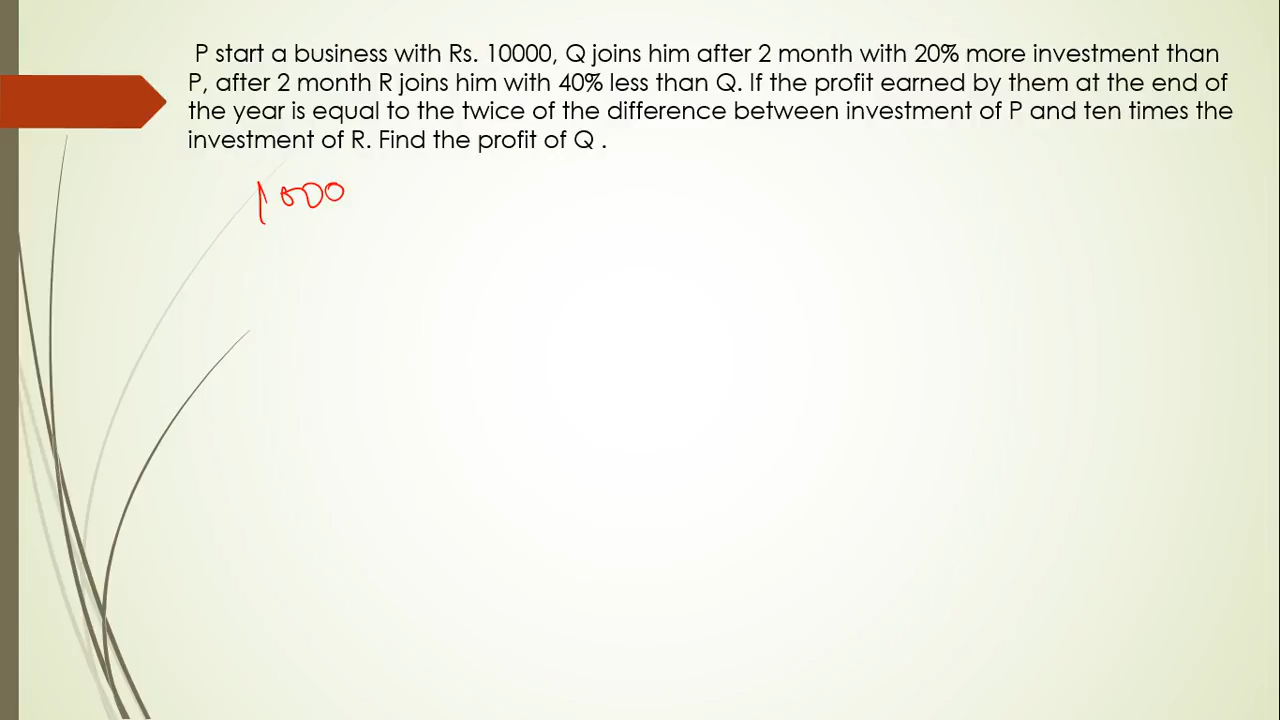 P start a business with Rs. 10000, Q joins him after 2 month with 20% more investment than
P, after 2 month R joins him with 40% less than Q. If the profit earned by them at the end of
the year is equal to the twice of the difference between investment of P and ten times the
investment of R. Find the profit of Q .
1000